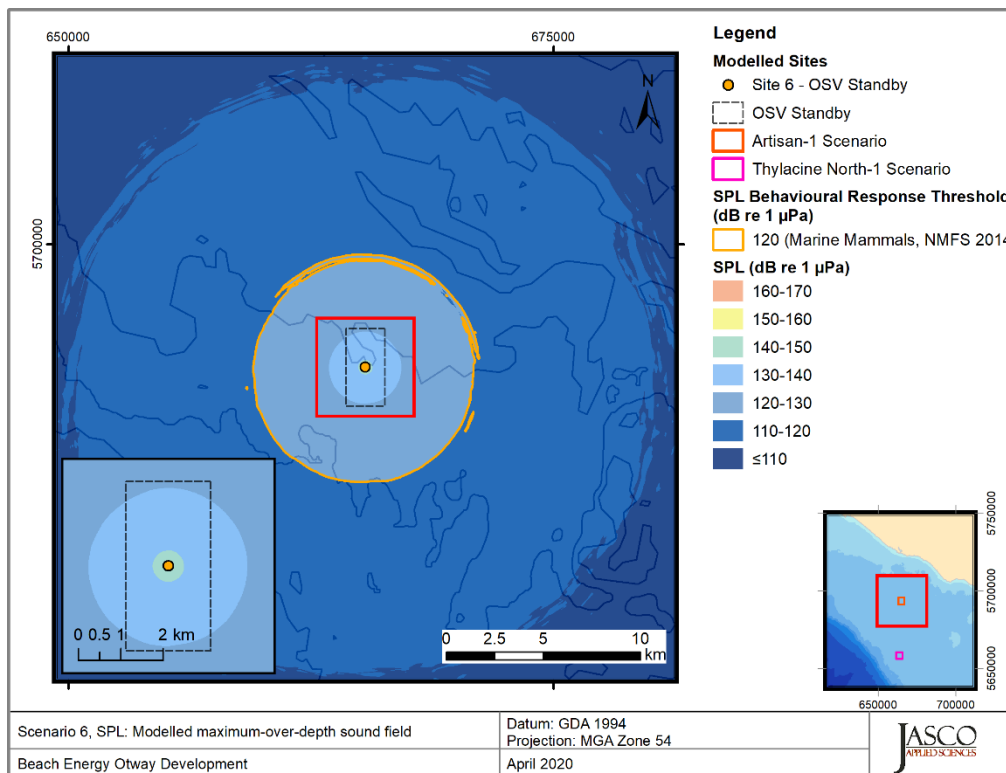 650000
675000
5700000
N
0 0.5 1 2 km
0 2.5 5 10
km
Legend
Modelled Sites
Site 6 - OSV Standby
OSV Standby
Artisan-1 Scenario
Thylacine North-1 Scenario
SPL Behavioural Response Threshold
(dB re 1 µPa)
120 (Marine Mammals, NMFS 2014
SPL (dB re 1 µPa)
160-170
150-160
140-150
130-140
120-130
110-120
≤110
5750000
5700000
5650000
650000
700000
Scenario 6, SPL: Modelled maximum-over-depth sound field
Beach Energy Otway Development
Datum: GDA 1994
Projection: MGA Zone 54
April 2020
JASCO
APPLIED SCIENCES